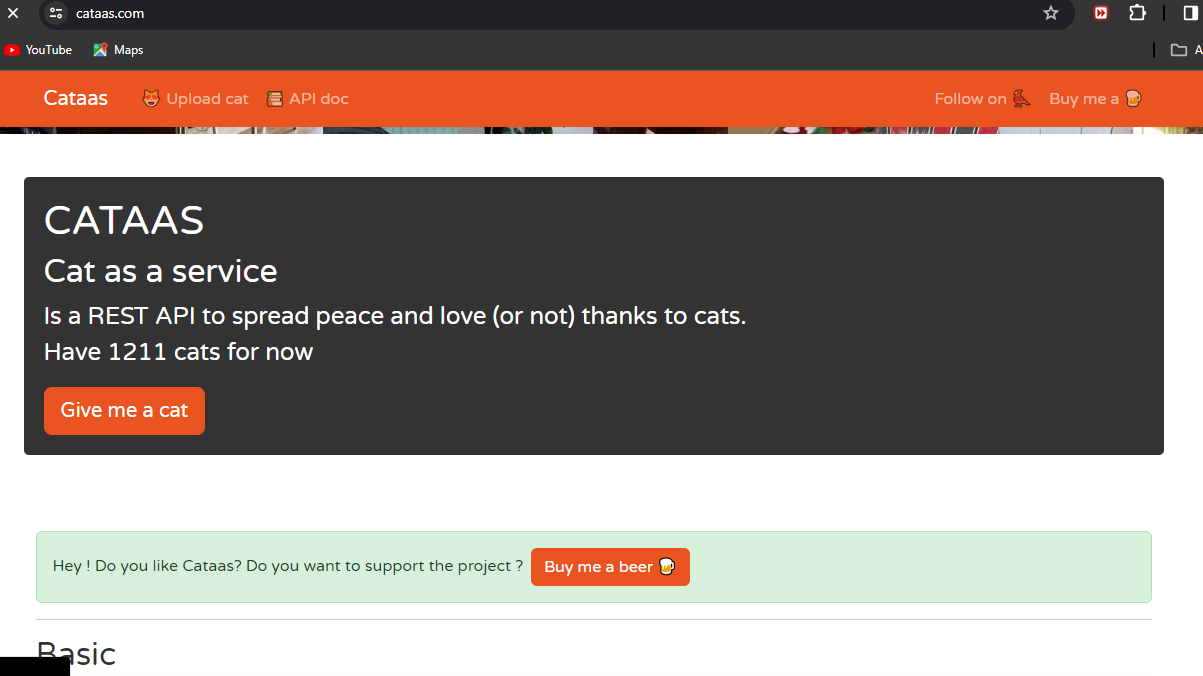 cataas.com
YouTube Maps A
Cataas Upload cat API doc Follow on Buy me a
CATAAS
Cat as a service
Is a REST API to spread peace and love (or not) thanks to cats.
Have 1211 cats for now
Give me a cat
Hey ! Do you like Cataas? Do you want to support the project ? Buy me a beer
Basic